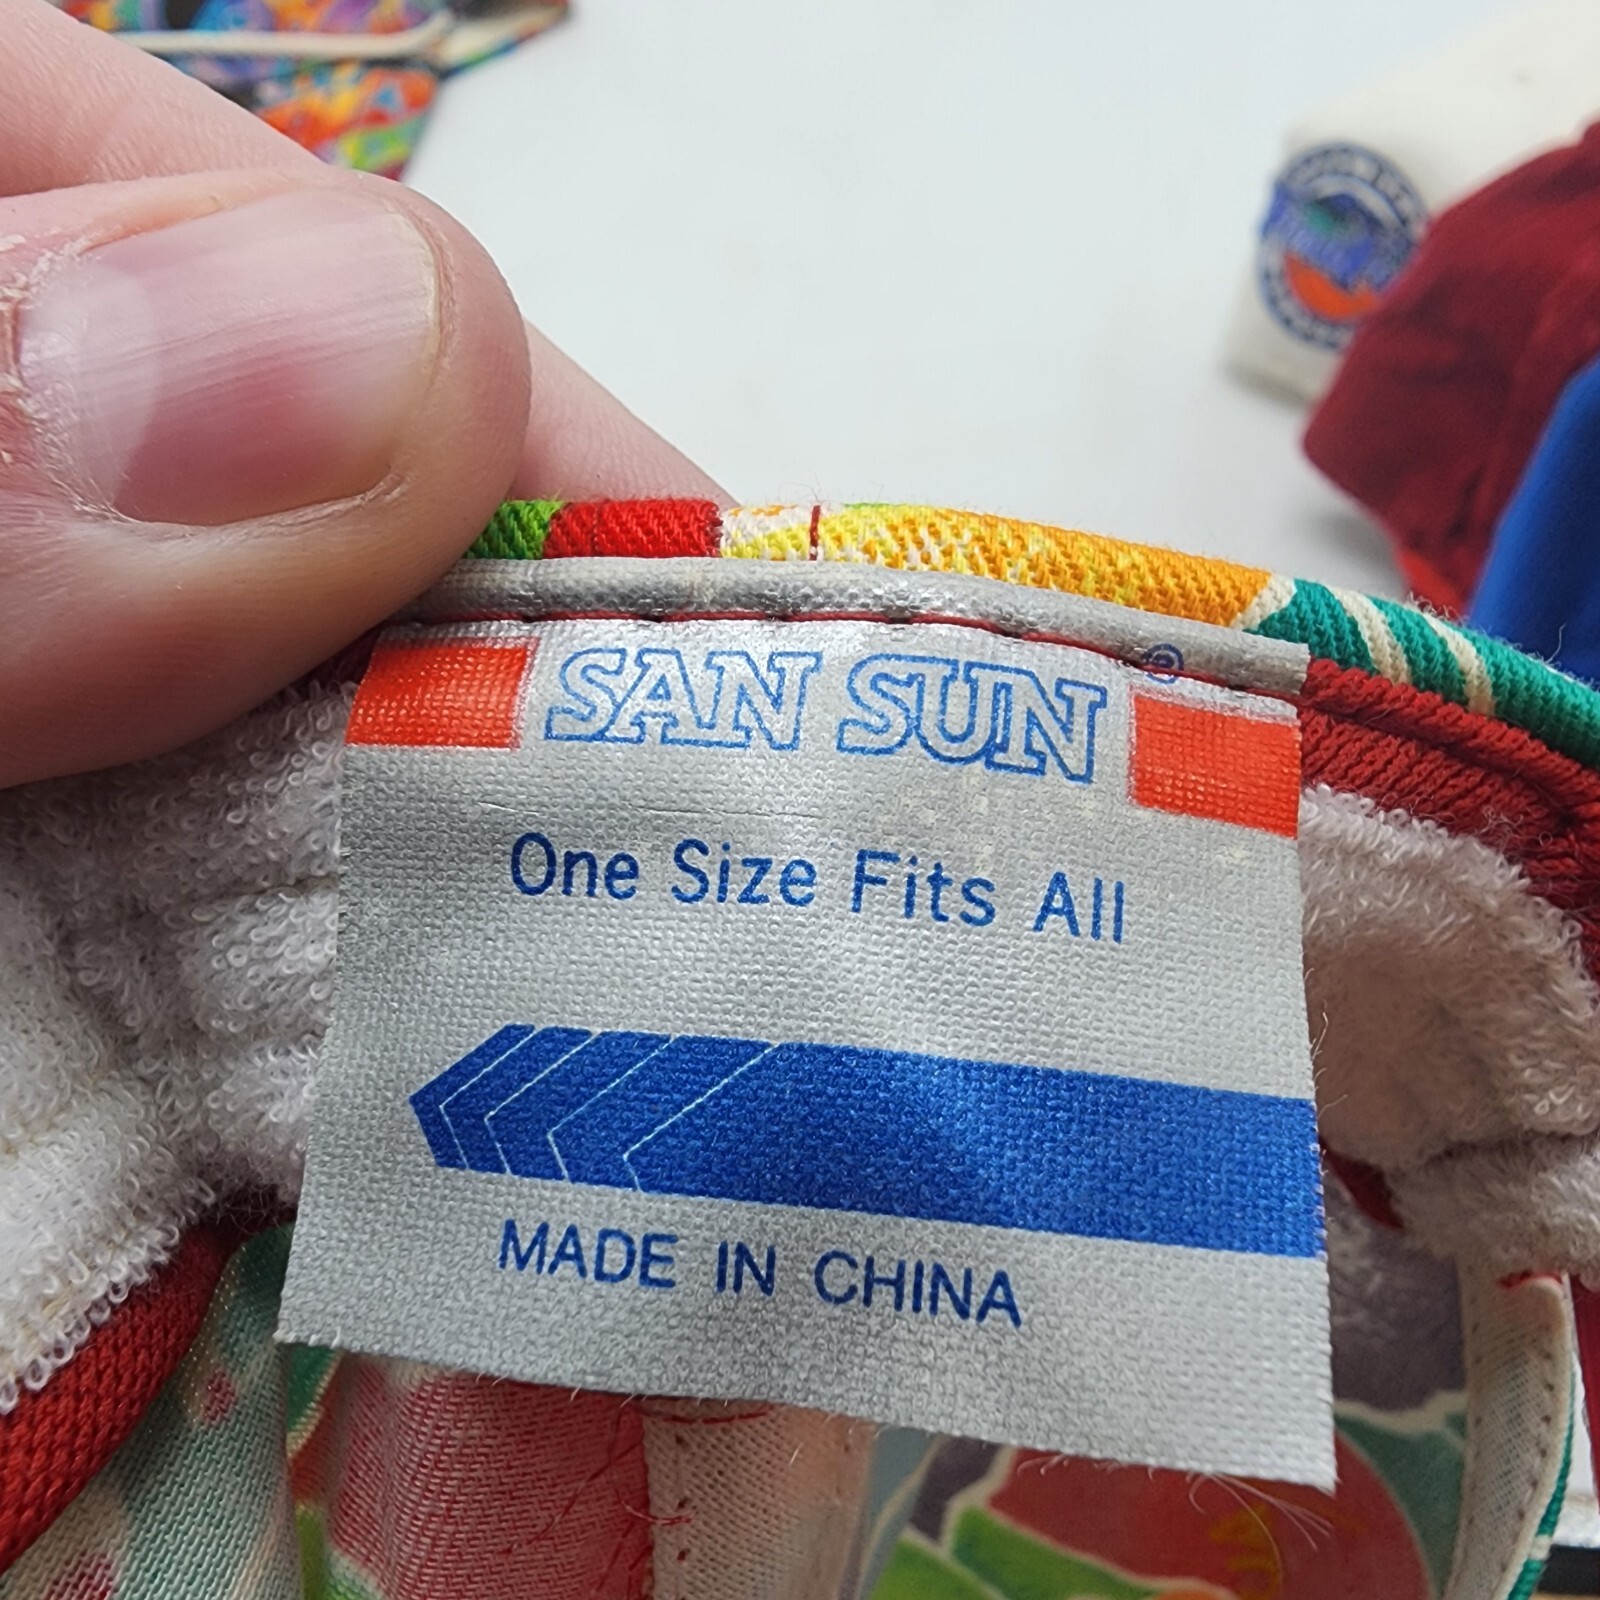 SAN SUN®
One Size Fits All
MADE IN CHINA